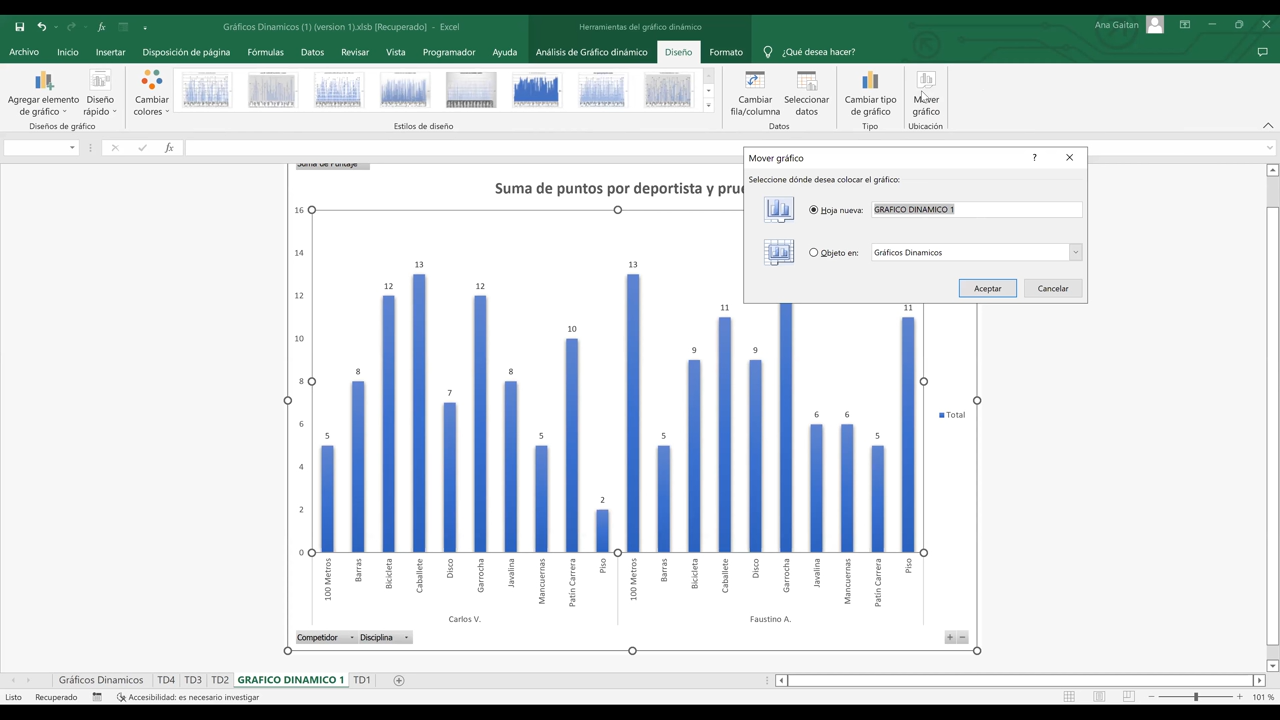 Gráficos Dinamicos (1) (version 1).xlsb [Recuperado] - Excel
Herramientas del gráfico dinámico
Ana Gaitan
Archivo Inicio Insertar Disposición de página Fórmulas Datos Revisar Vista Programador Ayuda Análisis de Gráfico dinámico Diseño Formato ¿Qué desea hacer?
Agregar elemento de gráfico
Diseño rápido
Cambiar colores
Cambiar fila/columna
Seleccionar datos
Cambiar tipo de gráfico
Mover gráfico
Diseños de gráfico
Estilos de diseño
Datos
Tipo
Ubicación
fx
Mover gráfico
Seleccione dónde desea colocar el gráfico:
Hoja nueva: GRAFICO DINAMICO 1
Objeto en: Gráficos Dinamicos
Aceptar Cancelar
Suma de Puntaje
Suma de puntos por deportista y pru
16
14
12
10
8
6
4
2
0
5 8 12 13 7 12 8 5 10 2 13 5 9 11 9 6 6 5 11
Total
100 Metros
Barras
Bicicleta
Caballete
Disco
Garrocha
Javalina
Mancuernas
Patín Carrera
Piso
100 Metros
Barras
Bicicleta
Caballete
Disco
Garrocha
Javalina
Mancuernas
Patín Carrera
Piso
Carlos V. Faustino A.
Competidor Disciplina
Gráficos Dinamicos TD4 TD3 TD2 GRAFICO DINAMICO 1 TD1
Listo Recuperado Accesibilidad: es necesario investigar 101 %